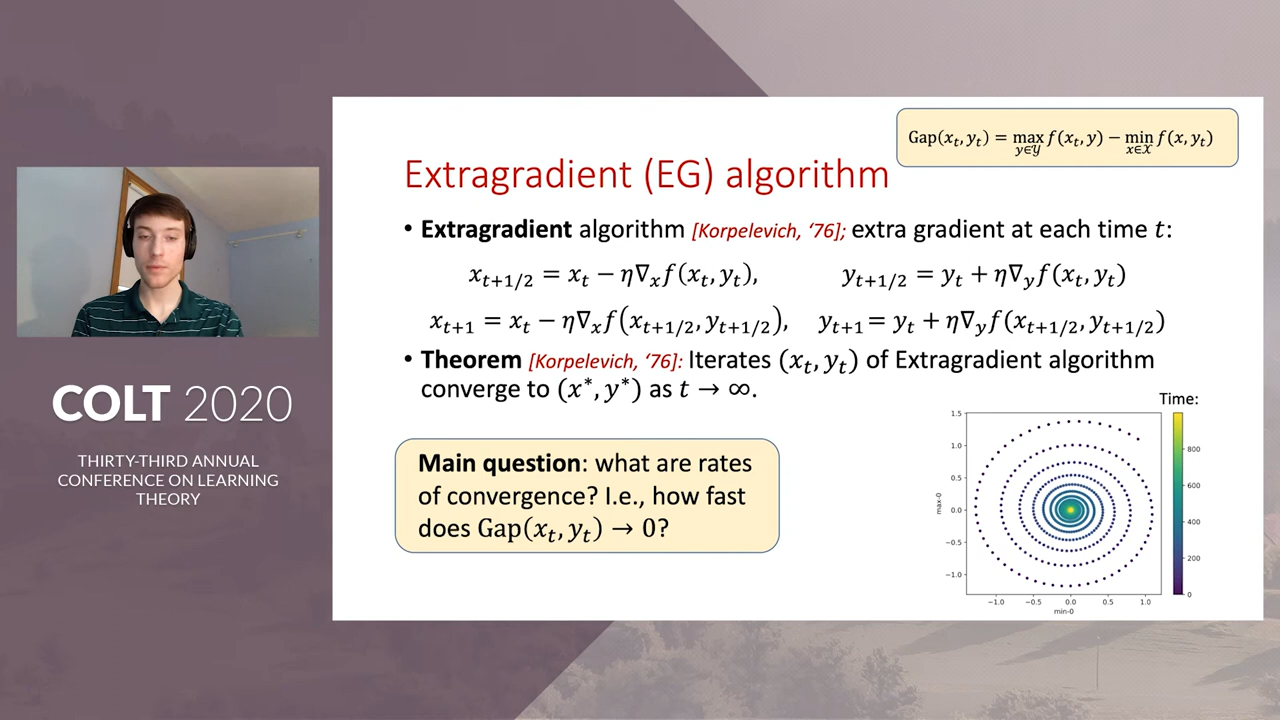 Gap(x_t, y_t) = max_{y∈𝒴} f(x_t, y) − min_{x∈𝒳} f(x, y_t)
Extragradient (EG) algorithm
• Extragradient algorithm [Korpelevich, ‘76]; extra gradient at each time t:
x_{t+1/2} = x_t − η∇_x f(x_t, y_t), y_{t+1/2} = y_t + η∇_y f(x_t, y_t)
x_{t+1} = x_t − η∇_x f(x_{t+1/2}, y_{t+1/2}), y_{t+1} = y_t + η∇_y f(x_{t+1/2}, y_{t+1/2})
• Theorem [Korpelevich, ‘76]: Iterates (x_t, y_t) of Extragradient algorithm
converge to (x*, y*) as t → ∞.
Main question: what are rates
of convergence? I.e., how fast
does Gap(x_t, y_t) → 0?
Time:
1.5
1.0
0.5
0.0
−0.5
−1.0
max-0
−1.0 −0.5 0.0 0.5 1.0
min-0
800
600
400
200
0
COLT 2020
THIRTY-THIRD ANNUAL
CONFERENCE ON LEARNING
THEORY